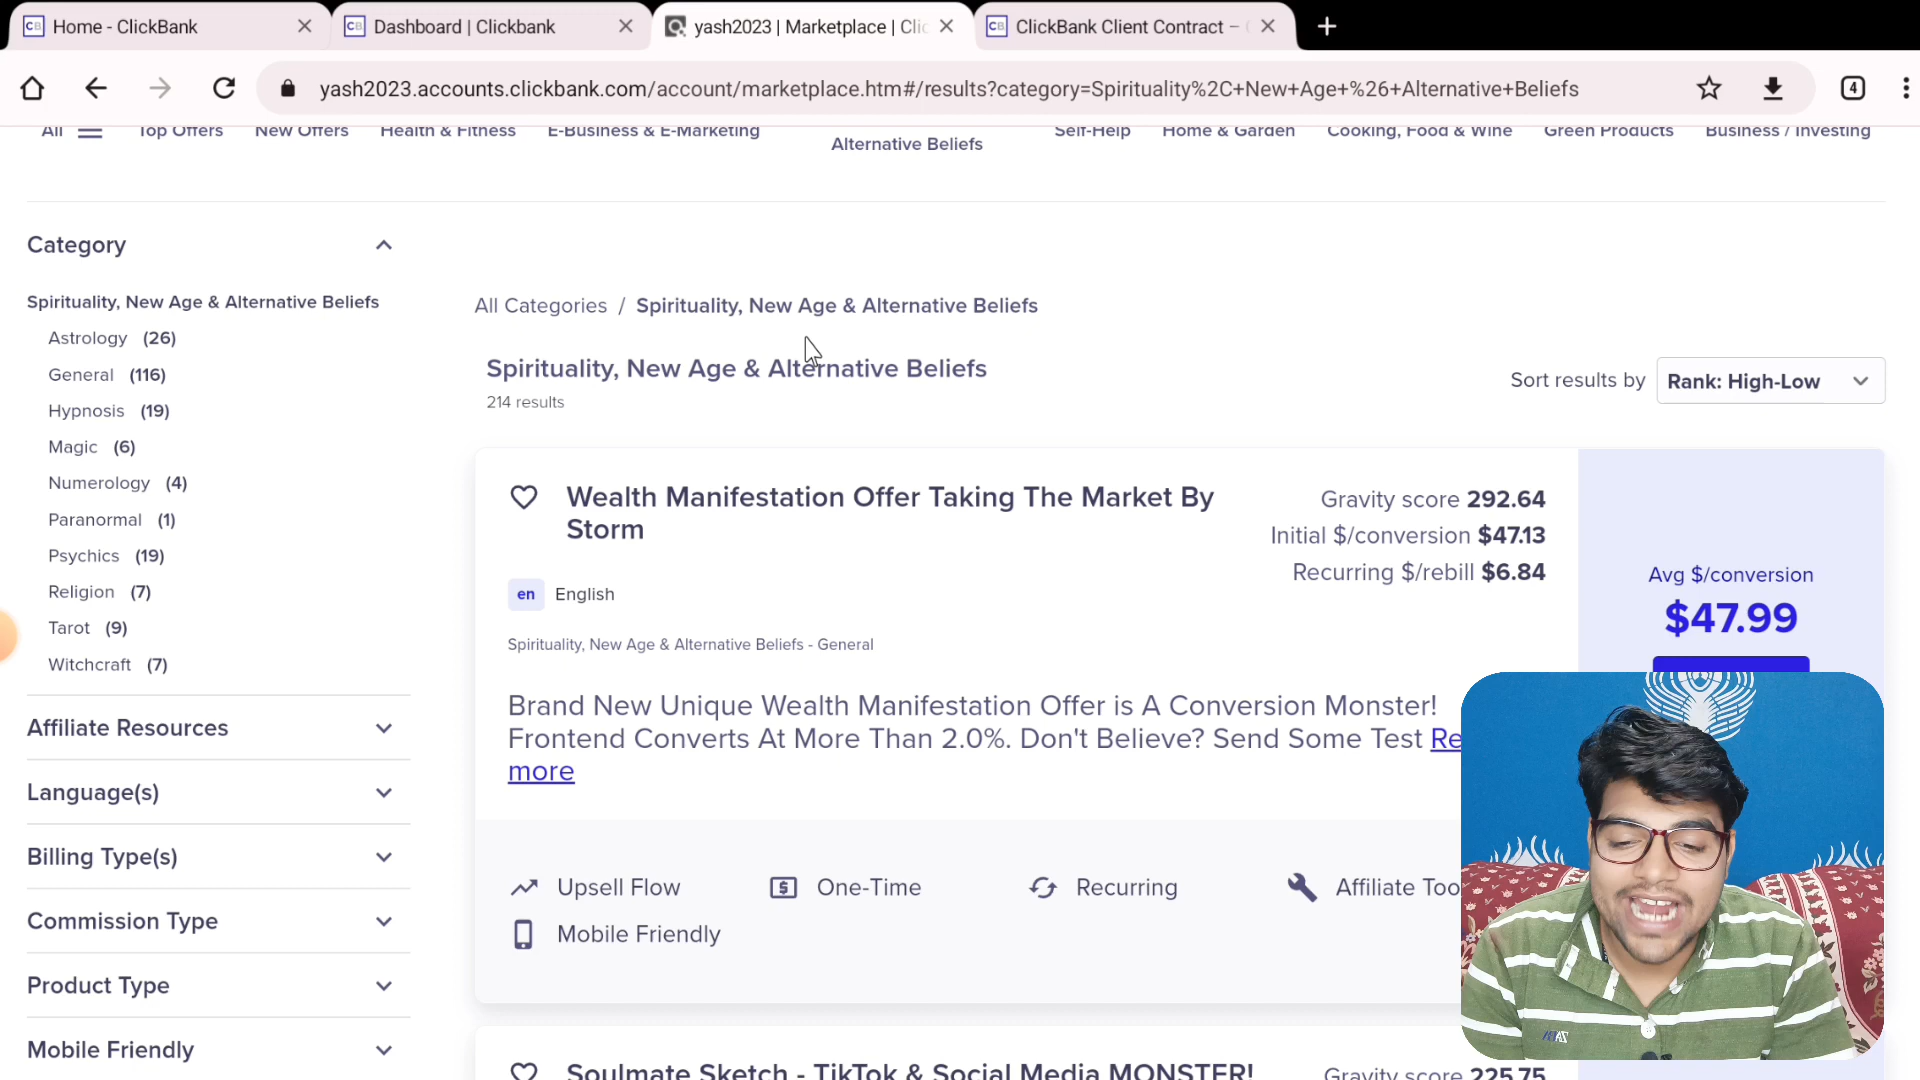 Home - ClickBank
Dashboard | Clickbank
yash2023 | Marketplace | Clic
ClickBank Client Contract –
4
yash2023.accounts.clickbank.com/account/marketplace.htm#/results?category=Spirituality%2C+New+Age+%26+Alternative+Beliefs
All
Top Offers
New Offers
Health & Fitness
E-Business & E-Marketing
Alternative Beliefs
Self-Help
Home & Garden
Cooking, Food & Wine
Green Products
Business / Investing
Category
Spirituality, New Age & Alternative Beliefs
Astrology (26)
General (116)
Hypnosis (19)
Magic (6)
Numerology (4)
Paranormal (1)
Psychics (19)
Religion (7)
Tarot (9)
Witchcraft (7)
Affiliate Resources
Language(s)
Billing Type(s)
Commission Type
Product Type
Mobile Friendly
All Categories / Spirituality, New Age & Alternative Beliefs
Spirituality, New Age & Alternative Beliefs
214 results
Sort results by Rank: High-Low
Wealth Manifestation Offer Taking The Market By
Storm
Gravity score 292.64
Initial $/conversion $47.13
Recurring $/rebill $6.84
Avg $/conversion
$47.99
en English
Spirituality, New Age & Alternative Beliefs - General
Brand New Unique Wealth Manifestation Offer is A Conversion Monster!
Frontend Converts At More Than 2.0%. Don't Believe? Send Some Test Re
more
Upsell Flow
One-Time
Recurring
Affiliate Too
Mobile Friendly
Soulmate Sketch - TikTok & Social Media MONSTER!
Gravity score 225.75